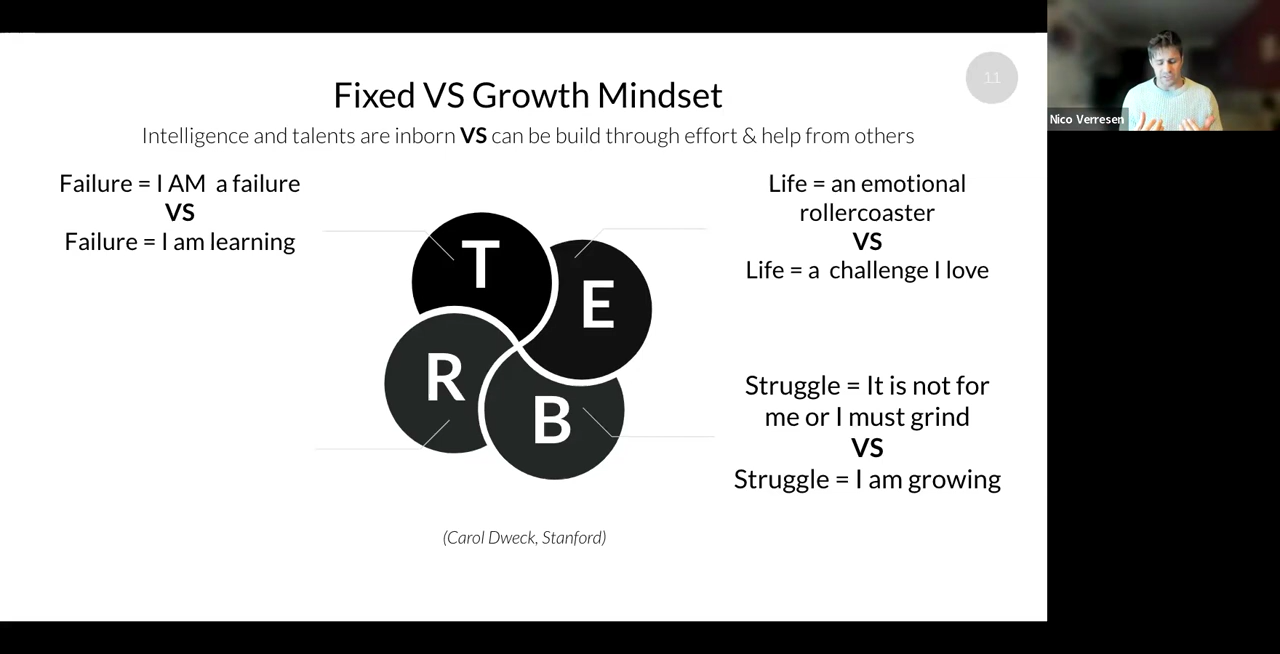 11
Fixed VS Growth Mindset
Intelligence and talents are inborn VS can be build through effort & help from others
Failure = I AM a failure
VS
Failure = I am learning
Life = an emotional
rollercoaster
VS
Life = a challenge I love
T
E
R
B
Struggle = It is not for
me or I must grind
VS
Struggle = I am growing
(Carol Dweck, Stanford)
Nico Verresen